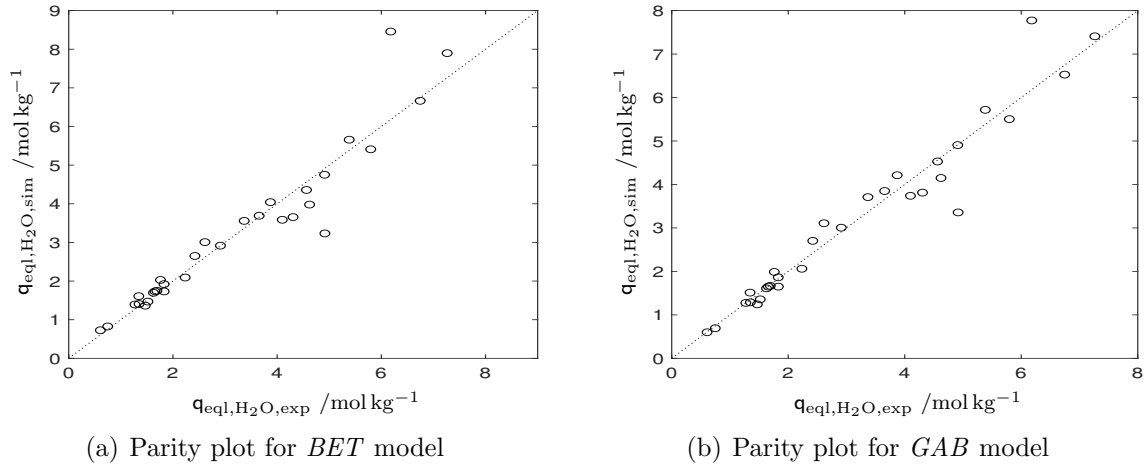 9
8
7
6
5
4
3
2
1
0
q_eql,H₂O,sim /mol kg⁻¹
0 2 4 6 8
q_eql,H₂O,exp /mol kg⁻¹
(a) Parity plot for BET model
8
7
6
5
4
3
2
1
0
q_eql,H₂O,sim /mol kg⁻¹
0 2 4 6 8
q_eql,H₂O,exp /mol kg⁻¹
(b) Parity plot for GAB model